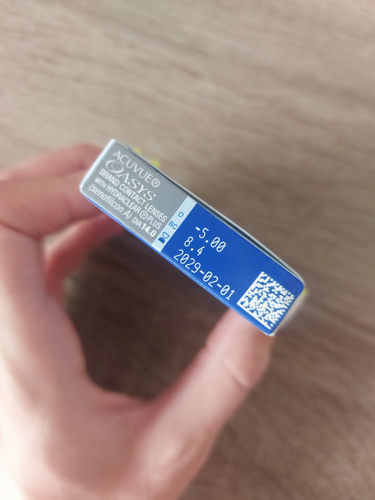 ACUVUE®
OASYS®
BRAND CONTACT LENSES
WITH HYDRACLEAR® PLUS
(senofilcon A) DIA 14.0
D
BC
-5.00
8.4
2029-02-01